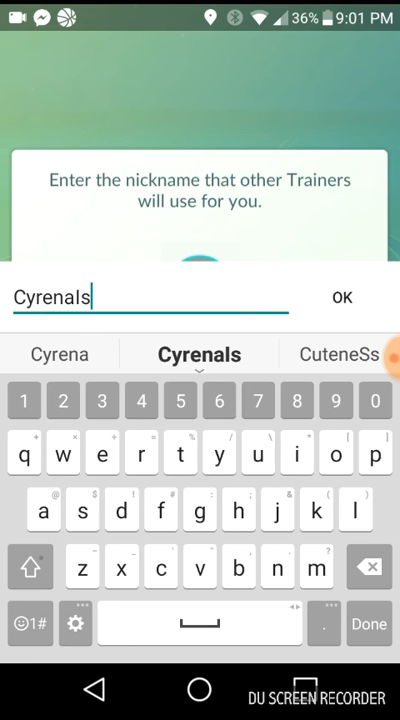 36% 9:01 PM
Enter the nickname that other Trainers
will use for you.
Cyrenals
OK
Cyrena Cyrenals CuteneSs
1 2 3 4 5 6 7 8 9 0
q w e r t y u i o p
a s d f g h j k l
z x c v b n m
1# . Done
DU SCREEN RECORDER